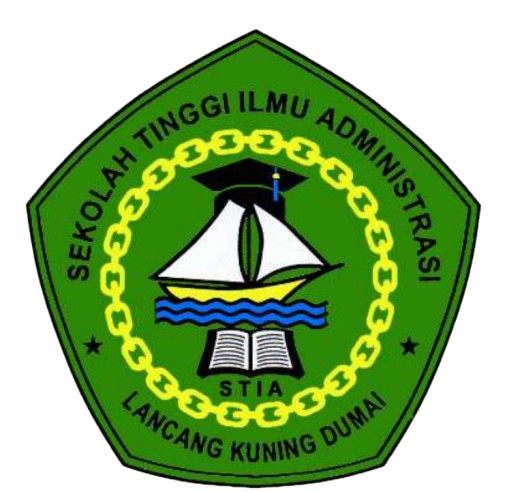 SEKOLAH TINGGI ILMU ADMINISTRASI
STIA
LANCANG KUNING DUMAI